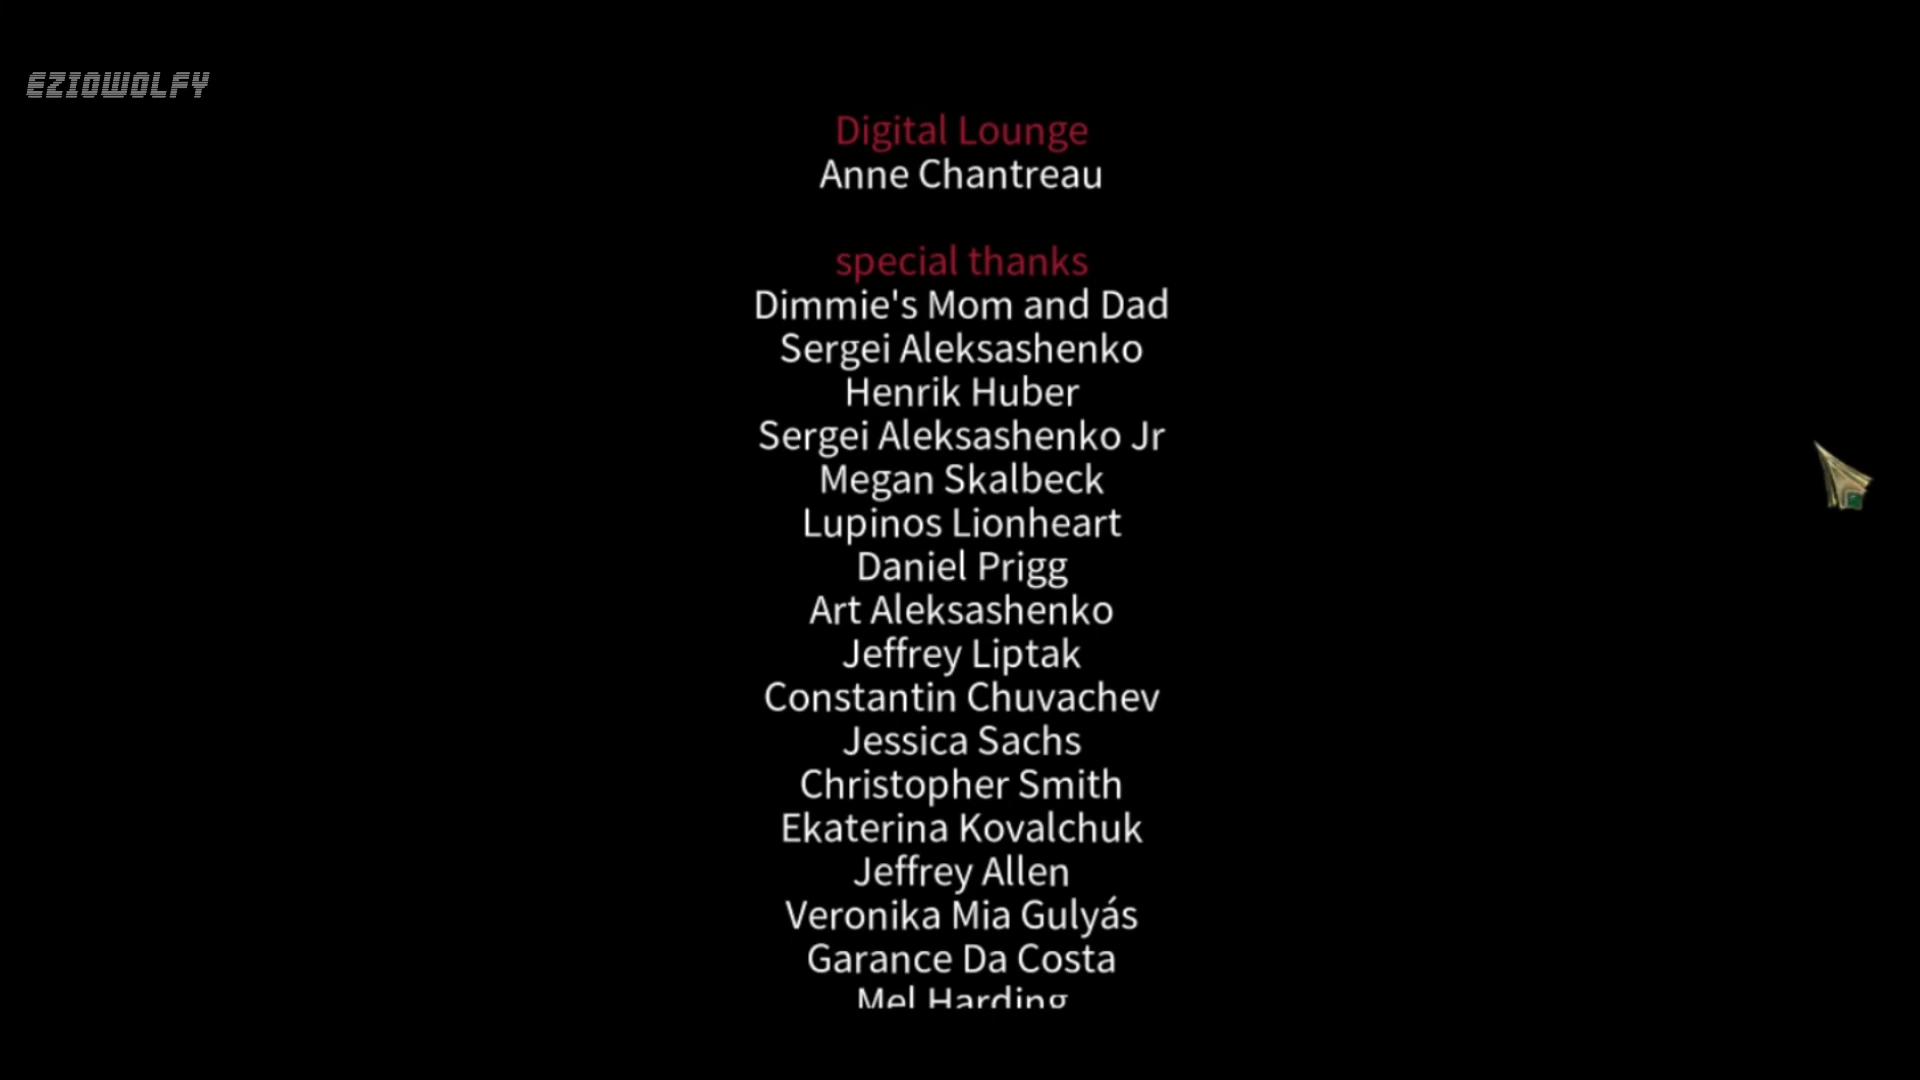 EZIOWOLFY
Digital Lounge
Anne Chantreau
special thanks
Dimmie's Mom and Dad
Sergei Aleksashenko
Henrik Huber
Sergei Aleksashenko Jr
Megan Skalbeck
Lupinos Lionheart
Daniel Prigg
Art Aleksashenko
Jeffrey Liptak
Constantin Chuvachev
Jessica Sachs
Christopher Smith
Ekaterina Kovalchuk
Jeffrey Allen
Veronika Mia Gulyás
Garance Da Costa
Mel Harding